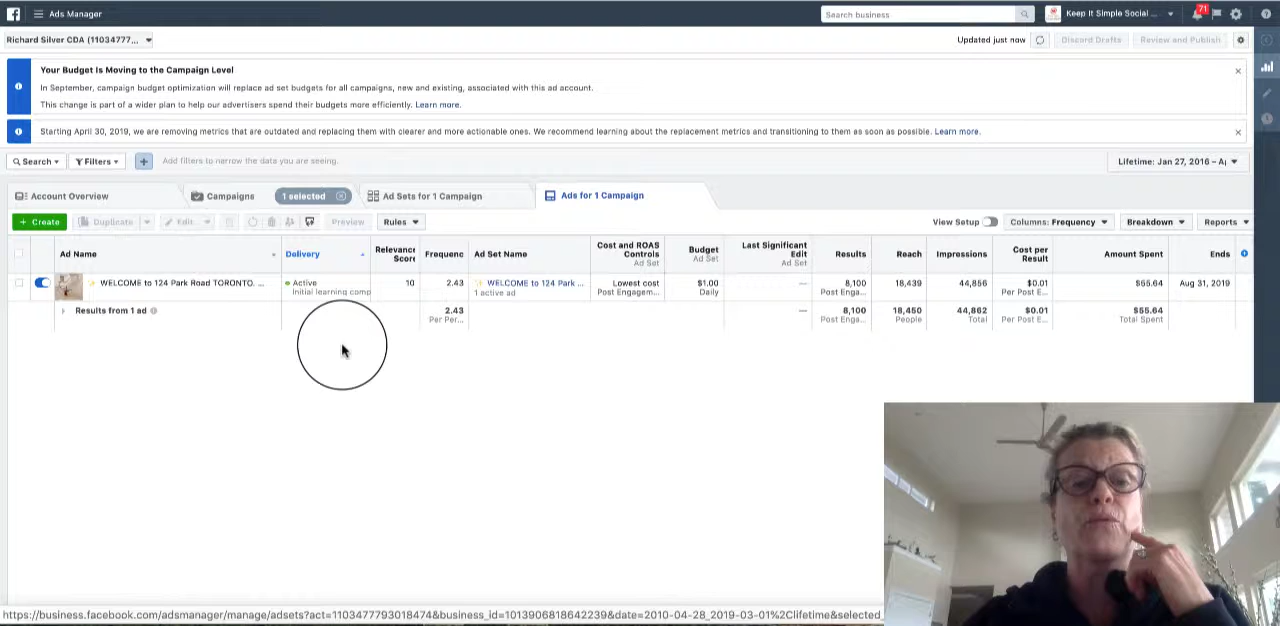 Ads Manager
Search business
Keep It Simple Social ...
71
Richard Silver CDA (11034777...
Updated just now
Discard Drafts
Review and Publish
Your Budget Is Moving to the Campaign Level
In September, campaign budget optimization will replace ad set budgets for all campaigns, new and existing, associated with this ad account.
This change is part of a wider plan to help our advertisers spend their budgets more efficiently. Learn more.
Starting April 30, 2019, we are removing metrics that are outdated and replacing them with clearer and more actionable ones. We recommend learning about the replacement metrics and transitioning to them as soon as possible. Learn more.
Search
Filters
Add filters to narrow the data you are seeing.
Lifetime: Jan 27, 2016 – A
Account Overview
Campaigns
1 selected
Ad Sets for 1 Campaign
Ads for 1 Campaign
+ Create
Duplicate
Edit
Preview
Rules
View Setup
Columns: Frequency
Breakdown
Reports
Ad Name
Delivery
Relevance Score
Frequenc
Ad Set Name
Cost and ROAS Controls
Ad Set
Budget
Ad Set
Last Significant Edit
Ad Set
Results
Reach
Impressions
Cost per Result
Amount Spent
Ends
WELCOME to 124 Park Road TORONTO. ...
Active
Initial learning comp
10
2.43
WELCOME to 124 Park ...
1 active ad
Lowest cost
Post Engagem...
$1.00
Daily
—
8,100
Post Enga...
18,439
44,856
$0.01
Per Post E...
$55.64
Aug 31, 2019
Results from 1 ad
2.43
Per Per...
—
8,100
Post Enga...
18,450
People
44,862
Total
$0.01
Per Post E...
$55.64
Total Spent
https://business.facebook.com/adsmanager/manage/adsets?act=1103477793018474&business_id=1013906818642239&date=2010-04-28_2019-03-01%2Clifetime&selected_